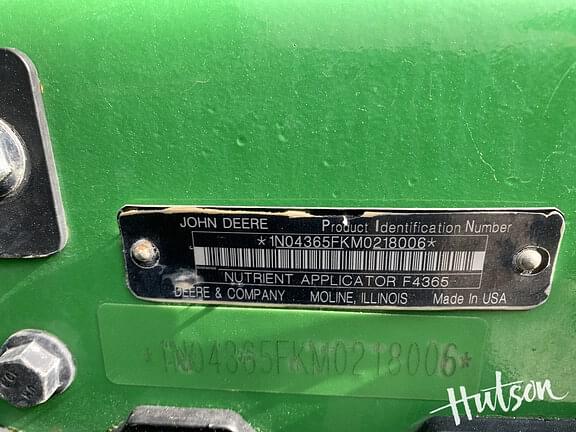 JOHN DEERE Product Identification Number
*1N04365FKM0218006*
NUTRIENT APPLICATOR F4365
DEERE & COMPANY MOLINE, ILLINOIS Made In USA
*1N04365FKM0218006*
Hutson